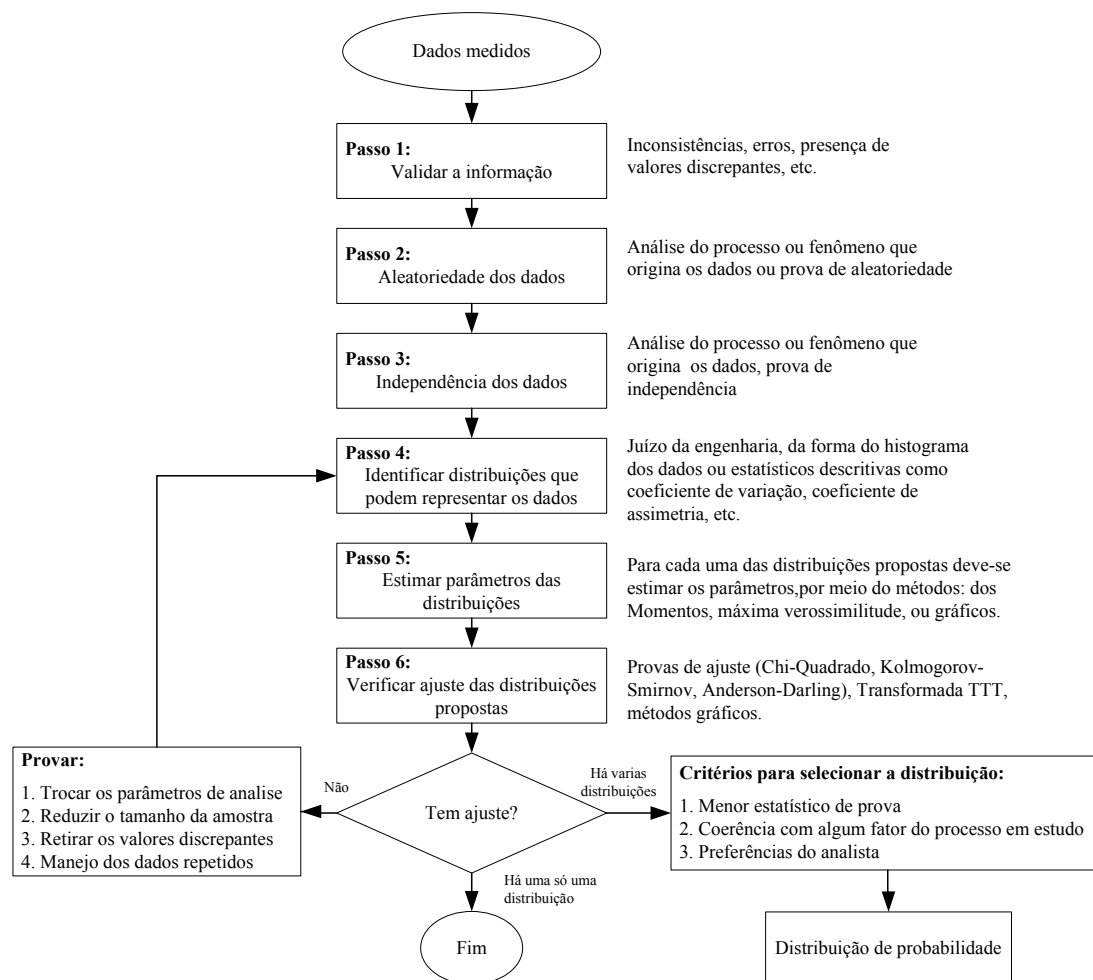 Dados medidos
Passo 1:
Validar a informação
Inconsistências, erros, presença de
valores discrepantes, etc.
Passo 2:
Aleatoriedade dos dados
Análise do processo ou fenômeno que
origina os dados ou prova de aleatoriedade
Passo 3:
Independência dos dados
Análise do processo ou fenômeno que
origina os dados, prova de
independência
Passo 4:
Identificar distribuições que
podem representar os dados
Juízo da engenharia, da forma do histograma
dos dados ou estatísticos descritivas como
coeficiente de variação, coeficiente de
assimetria, etc.
Passo 5:
Estimar parâmetros das
distribuições
Para cada uma das distribuições propostas deve-se
estimar os parâmetros,por meio do métodos: dos
Momentos, máxima verossimilitude, ou gráficos.
Passo 6:
Verificar ajuste das distribuições
propostas
Provas de ajuste (Chi-Quadrado, Kolmogorov-
Smirnov, Anderson-Darling), Transformada TTT,
métodos gráficos.
Tem ajuste?
Não
Provar:
1. Trocar os parâmetros de analise
2. Reduzir o tamanho da amostra
3. Retirar os valores discrepantes
4. Manejo dos dados repetidos
Há varias
distribuições
Critérios para selecionar a distribuição:
1. Menor estatístico de prova
2. Coerência com algum fator do processo em estudo
3. Preferências do analista
Há uma só uma
distribuição
Fim
Distribuição de probabilidade